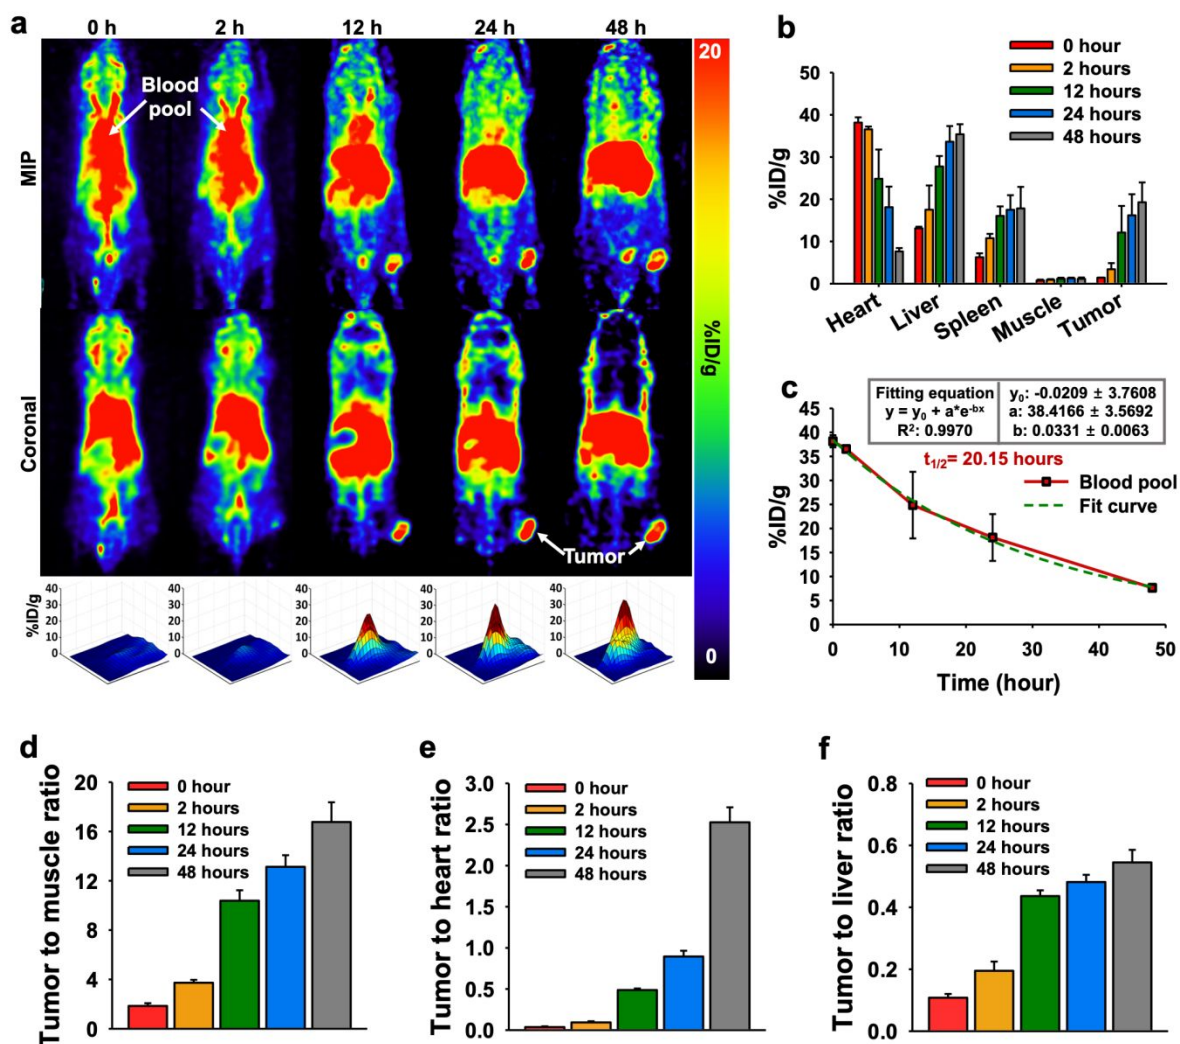 a
0 h 2 h 12 h 24 h 48 h
MIP
Blood
pool
Coronal
Tumor
20
%ID/g
0
%ID/g
40 40 40 40 40
30 30 30 30 30
20 20 20 20 20
10 10 10 10 10
0 0 0 0 0
b
0 hour
2 hours
12 hours
24 hours
48 hours
%ID/g
50
40
30
20
10
0
Heart Liver Spleen Muscle Tumor
c
Fitting equation
y = y₀ + a*e⁻ᵇˣ
R²: 0.9970
y₀: -0.0209 ± 3.7608
a: 38.4166 ± 3.5692
b: 0.0331 ± 0.0063
t₁/₂= 20.15 hours
Blood pool
Fit curve
%ID/g
45
40
35
30
25
20
15
10
5
0
0 10 20 30 40 50
Time (hour)
d
Tumor to muscle ratio
20
16
12
8
4
0
0 hour
2 hours
12 hours
24 hours
48 hours
e
Tumor to heart ratio
3.0
2.5
2.0
1.5
1.0
0.5
0.0
0 hour
2 hours
12 hours
24 hours
48 hours
f
Tumor to liver ratio
0.8
0.6
0.4
0.2
0.0
0 hour
2 hours
12 hours
24 hours
48 hours